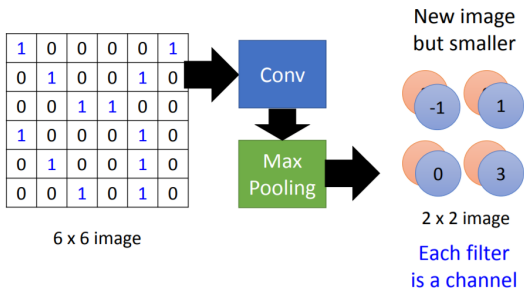 New image
but smaller
1 0 0 0 0 1
0 1 0 0 1 0
0 0 1 1 0 0
1 0 0 0 1 0
0 1 0 0 1 0
0 0 1 0 1 0
6 x 6 image
Conv
Max
Pooling
-1 1
0 3
2 x 2 image
Each filter
is a channel